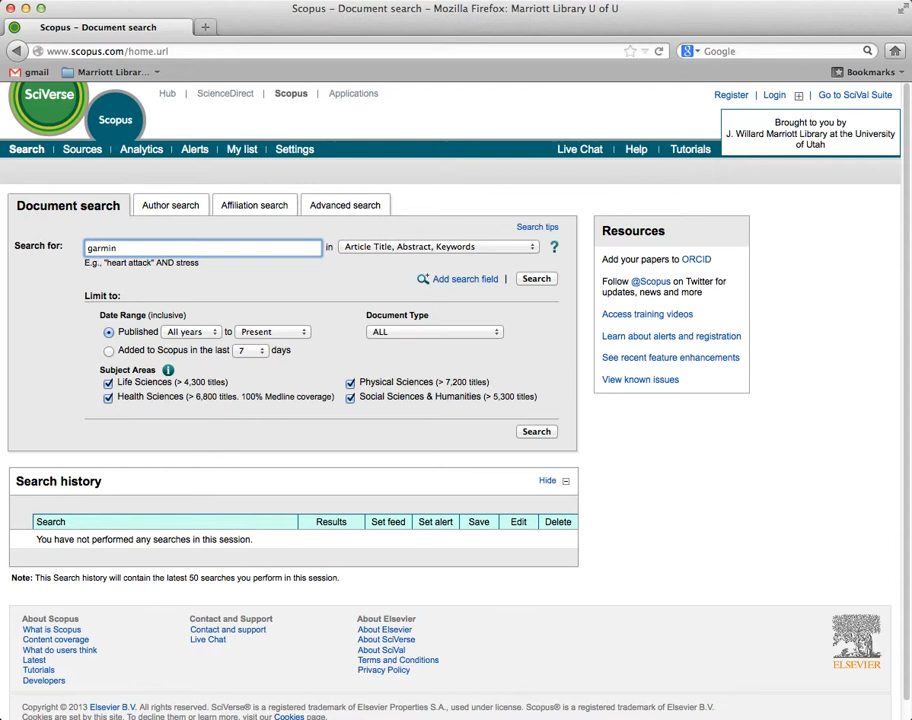 Scopus – Document search – Mozilla Firefox: Marriott Library U of U
Scopus – Document search
www.scopus.com/home.url
Google
gmail
Marriott Librar...
Bookmarks
SciVerse
Scopus
Hub
ScienceDirect
Scopus
Applications
Register
Login
Go to SciVal Suite
Brought to you by
J. Willard Marriott Library at the University
of Utah
Search
Sources
Analytics
Alerts
My list
Settings
Live Chat
Help
Tutorials
Document search
Author search
Affiliation search
Advanced search
Search tips
Search for:
garmin
in
Article Title, Abstract, Keywords
?
E.g., "heart attack" AND stress
Add search field
Search
Limit to:
Date Range (inclusive)
Document Type
Published
All years
to
Present
ALL
Added to Scopus in the last
7
days
Subject Areas
Life Sciences (> 4,300 titles)
Physical Sciences (> 7,200 titles)
Health Sciences (> 6,800 titles. 100% Medline coverage)
Social Sciences & Humanities (> 5,300 titles)
Search
Resources
Add your papers to ORCID
Follow @Scopus on Twitter for
updates, news and more
Access training videos
Learn about alerts and registration
See recent feature enhancements
View known issues
Search history
Hide
Search
Results
Set feed
Set alert
Save
Edit
Delete
You have not performed any searches in this session.
Note: This Search history will contain the latest 50 searches you perform in this session.
About Scopus
What is Scopus
Content coverage
What do users think
Latest
Tutorials
Developers
Contact and Support
Contact and support
Live Chat
About Elsevier
About Elsevier
About SciVerse
About SciVal
Terms and Conditions
Privacy Policy
ELSEVIER
Copyright © 2013 Elsevier B.V. All rights reserved. SciVerse® is a registered trademark of Elsevier Properties S.A., used under license. Scopus® is a registered trademark of Elsevier B.V.
Cookies are set by this site. To decline them or learn more, visit our Cookies page.